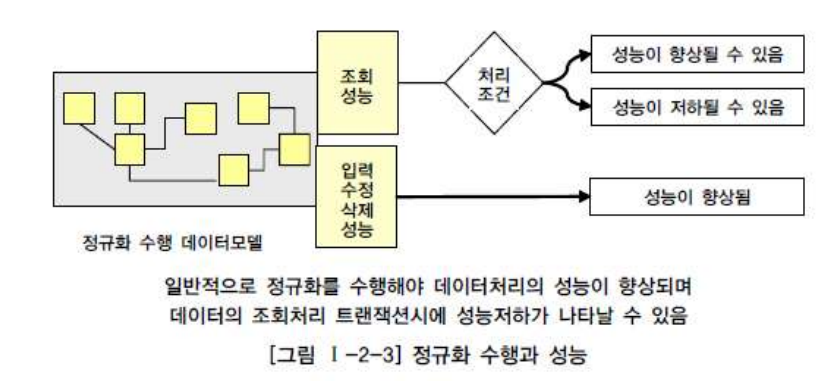 조회
성능
처리
조건
성능이 향상될 수 있음
성능이 저하될 수 있음
입력
수정
삭제
성능
성능이 향상됨
정규화 수행 데이터모델
일반적으로 정규화를 수행해야 데이터처리의 성능이 향상되며
데이터의 조회처리 트랜잭션시에 성능저하가 나타날 수 있음
[그림 Ⅰ-2-3] 정규화 수행과 성능